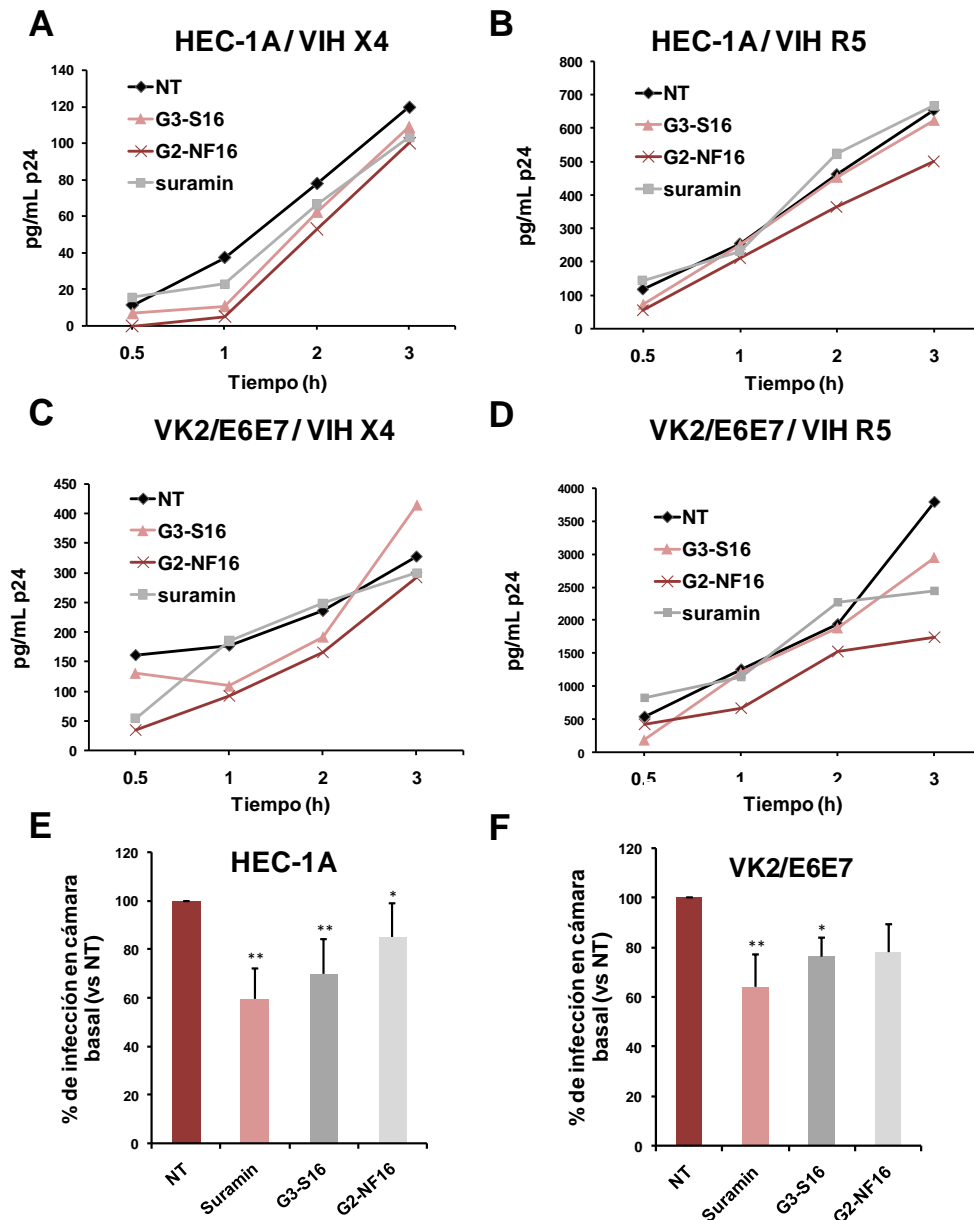 A
HEC-1A/ VIH X4
140
120
100
80
60
40
20
0
pg/mL p24
NT
G3-S16
G2-NF16
suramin
0.5 1 2 3
Tiempo (h)
B
HEC-1A/ VIH R5
800
700
600
500
400
300
200
100
0
pg/mL p24
NT
G3-S16
G2-NF16
suramin
0.5 1 2 3
Tiempo (h)
C
VK2/E6E7/ VIH X4
450
400
350
300
250
200
150
100
50
0
pg/mL p24
NT
G3-S16
G2-NF16
suramin
0.5 1 2 3
Tiempo (h)
D
VK2/E6E7/ VIH R5
4000
3500
3000
2500
2000
1500
1000
500
0
pg/mL p24
NT
G3-S16
G2-NF16
suramin
0.5 1 2 3
Tiempo (h)
E
HEC-1A
120
100
80
60
40
20
0
% de infección en cámara
basal (vs NT)
** ** *
NT Suramin G3-S16 G2-NF16
F
VK2/E6E7
120
100
80
60
40
20
0
% de infección en cámara
basal (vs NT)
** *
NT Suramin G3-S16 G2-NF16